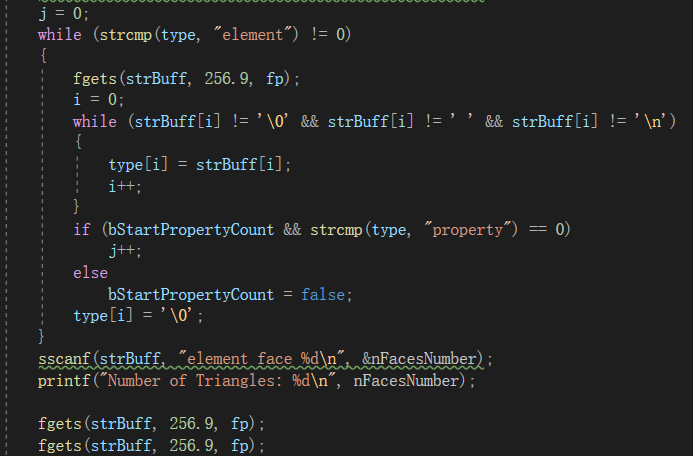 j = 0;
while (strcmp(type, "element") != 0)
{
fgets(strBuff, 256.9, fp);
i = 0;
while (strBuff[i] != '\0' && strBuff[i] != ' ' && strBuff[i] != '\n')
{
type[i] = strBuff[i];
i++;
}
if (bStartPropertyCount && strcmp(type, "property") == 0)
j++;
else
bStartPropertyCount = false;
type[i] = '\0';
}
sscanf(strBuff, "element face %d\n", &nFacesNumber);
printf("Number of Triangles: %d\n", nFacesNumber);
fgets(strBuff, 256.9, fp);
fgets(strBuff, 256.9, fp);